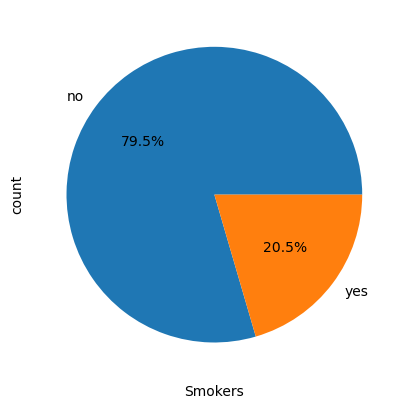 no
79.5%
count
20.5%
yes
Smokers